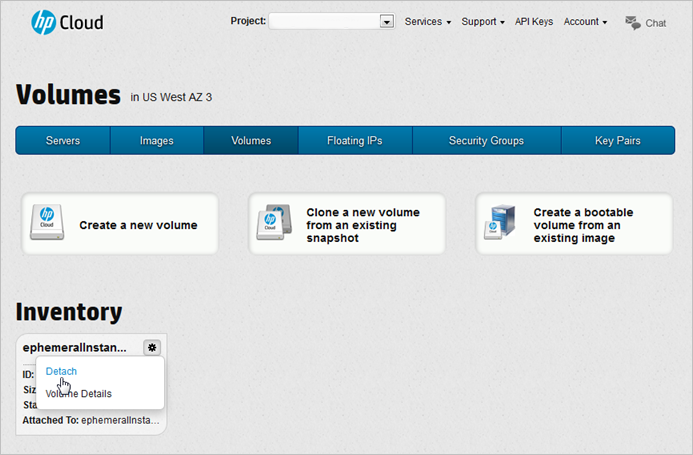 hp Cloud
Project: Services Support API Keys Account Chat
Volumes in US West AZ 3
Servers Images Volumes Floating IPs Security Groups Key Pairs
hp Cloud Create a new volume
hp Cloud Clone a new volume
from an existing
snapshot
hp Cloud Create a bootable
volume from an
existing image
Inventory
ephemeralInstan...
Detach
ID:
Siz
Volume Details
Sta
Attached To: ephemeralInsta...